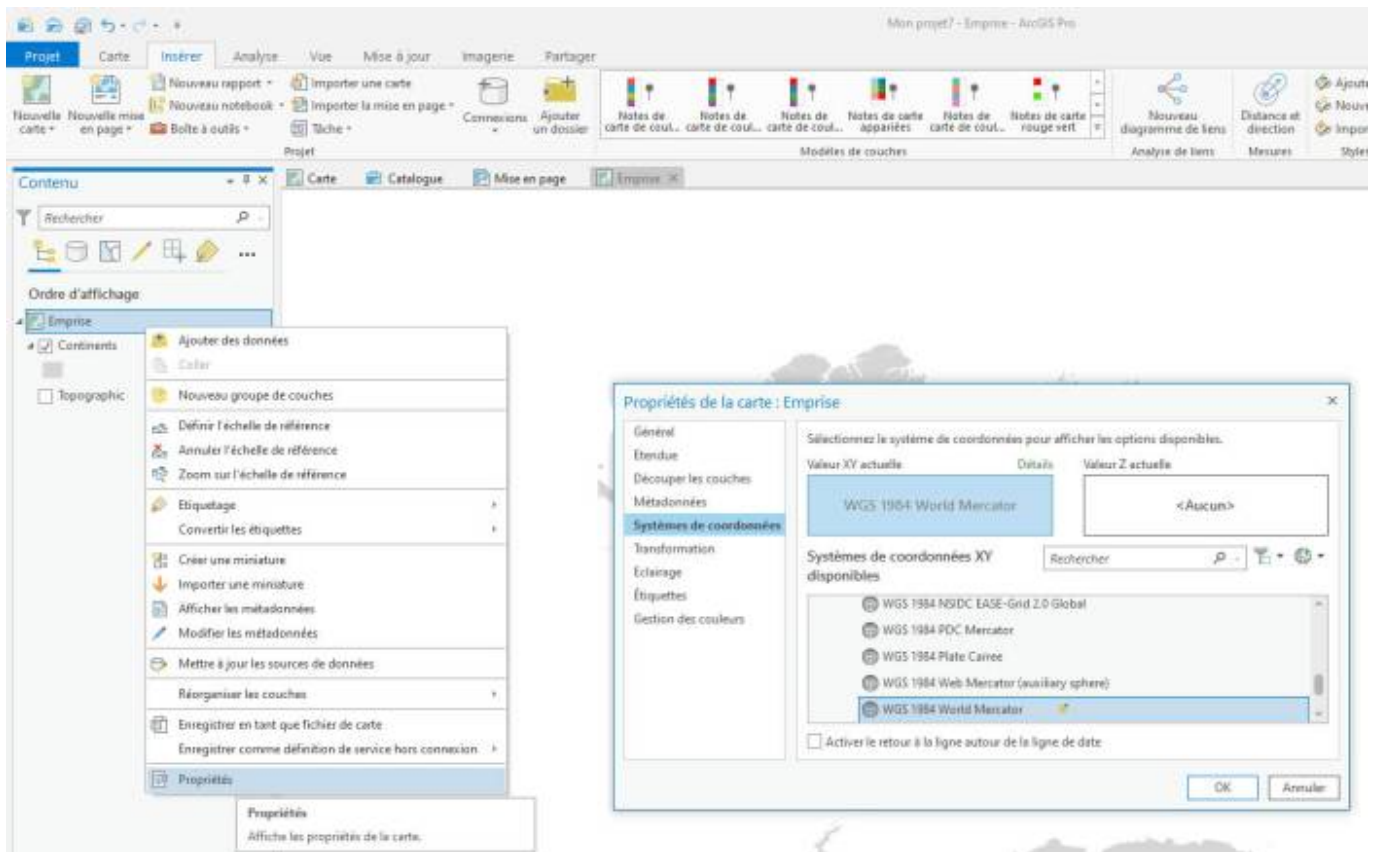 Mon projet7 - Emprise - ArcGIS Pro
Projet Carte Insérer Analyse Vue Mise à jour Imagerie Partager
Nouvelle carte
Nouvelle mise en page
Nouveau rapport
Nouveau notebook
Boîte à outils
Importer une carte
Importer la mise en page
Tâche
Connexions
Ajouter un dossier
Notes de carte de coul...
Notes de carte de coul...
Notes de carte de coul...
Notes de carte appariées
Notes de carte de coul...
Notes de carte rouge vert
Nouveau diagramme de liens
Distance et direction
Ajoute
Nouv
Impor
Projet
Modèles de couches
Analyse de liens
Mesures
Styles
Contenu
Carte Catalogue Mise en page Emprise
Rechercher
Ordre d'affichage
Emprise
Continents
Topographic
Ajouter des données
Coller
Nouveau groupe de couches
Définir l'échelle de référence
Annuler l'échelle de référence
Zoom sur l'échelle de référence
Etiquetage
Convertir les étiquettes
Créer une miniature
Importer une miniature
Afficher les métadonnées
Modifier les métadonnées
Mettre à jour les sources de données
Réorganiser les couches
Enregistrer en tant que fichier de carte
Enregistrer comme définition de service hors connexion
Propriétés
Propriétés
Affiche les propriétés de la carte.
Propriétés de la carte : Emprise
Général
Etendue
Découper les couches
Métadonnées
Systèmes de coordonnées
Transformation
Eclairage
Étiquettes
Gestion des couleurs
Sélectionnez le système de coordonnées pour afficher les options disponibles.
Valeur XY actuelle Détails Valeur Z actuelle
WGS 1984 World Mercator <Aucun>
Systèmes de coordonnées XY disponibles
Rechercher
WGS 1984 NSIDC EASE-Grid 2.0 Global
WGS 1984 PDC Mercator
WGS 1984 Plate Carree
WGS 1984 Web Mercator (auxiliary sphere)
WGS 1984 World Mercator
Activer le retour à la ligne autour de la ligne de date
OK Annuler